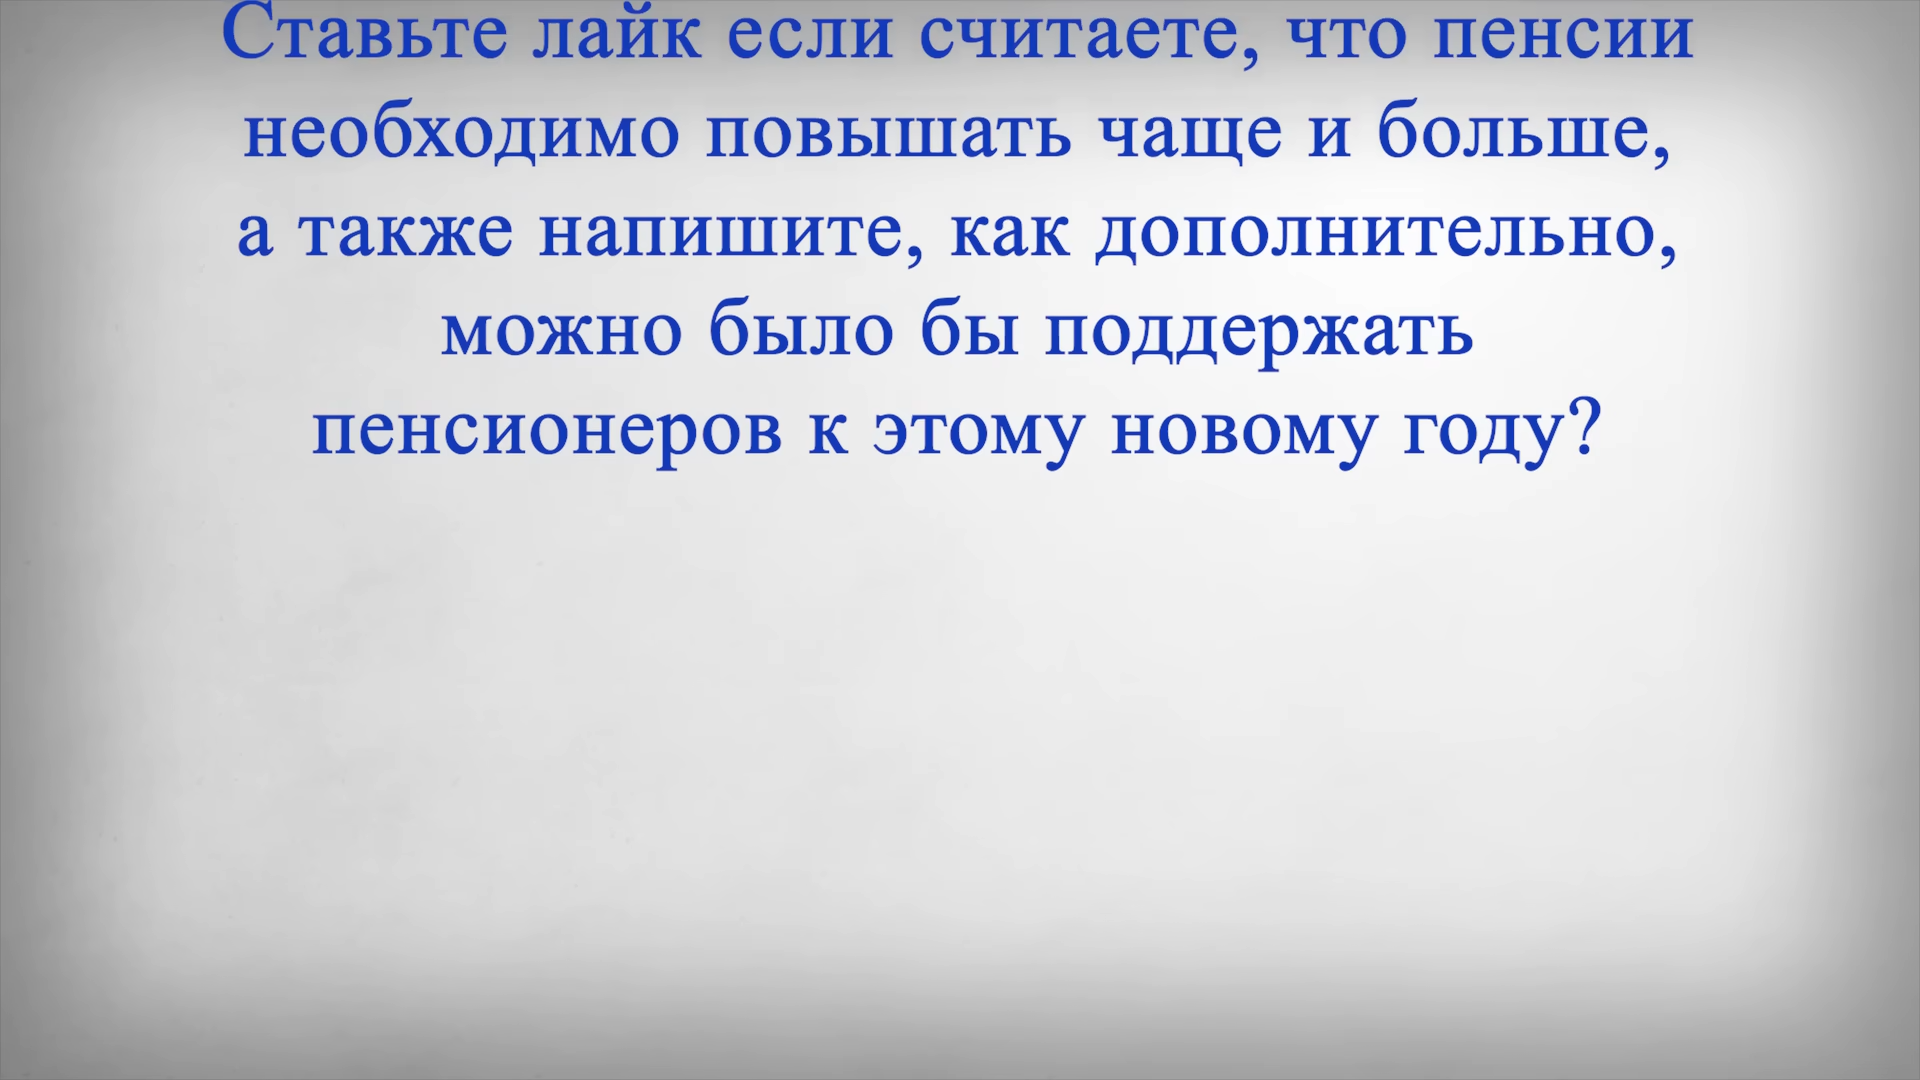 Ставьте лайк если считаете, что пенсии
необходимо повышать чаще и больше,
а также напишите, как дополнительно,
можно было бы поддержать
пенсионеров к этому новому году?